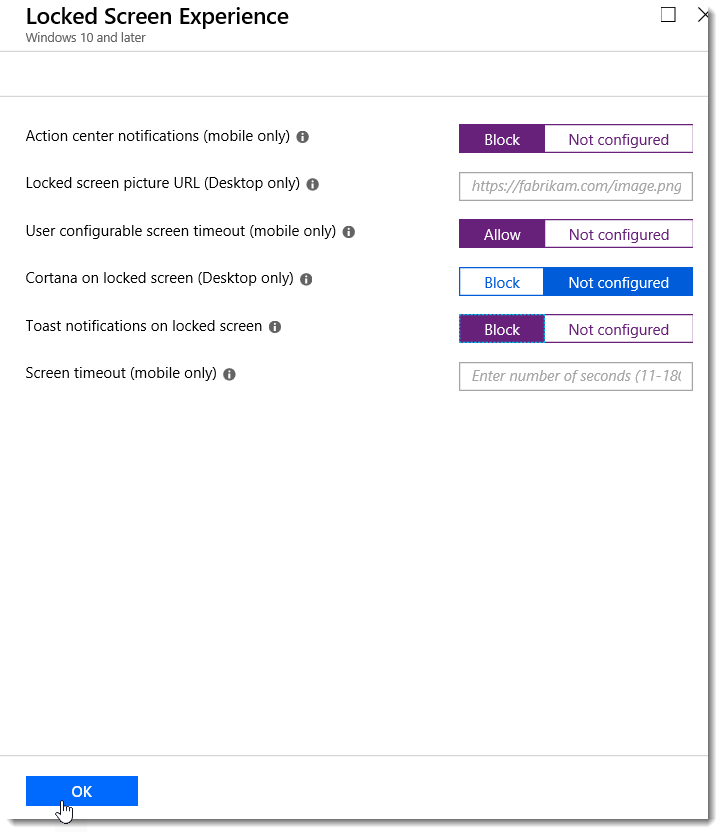 Locked Screen Experience
Windows 10 and later
Action center notifications (mobile only)
Block Not configured
Locked screen picture URL (Desktop only)
https://fabrikam.com/image.png
User configurable screen timeout (mobile only)
Allow Not configured
Cortana on locked screen (Desktop only)
Block Not configured
Toast notifications on locked screen
Block Not configured
Screen timeout (mobile only)
Enter number of seconds (11-180
OK